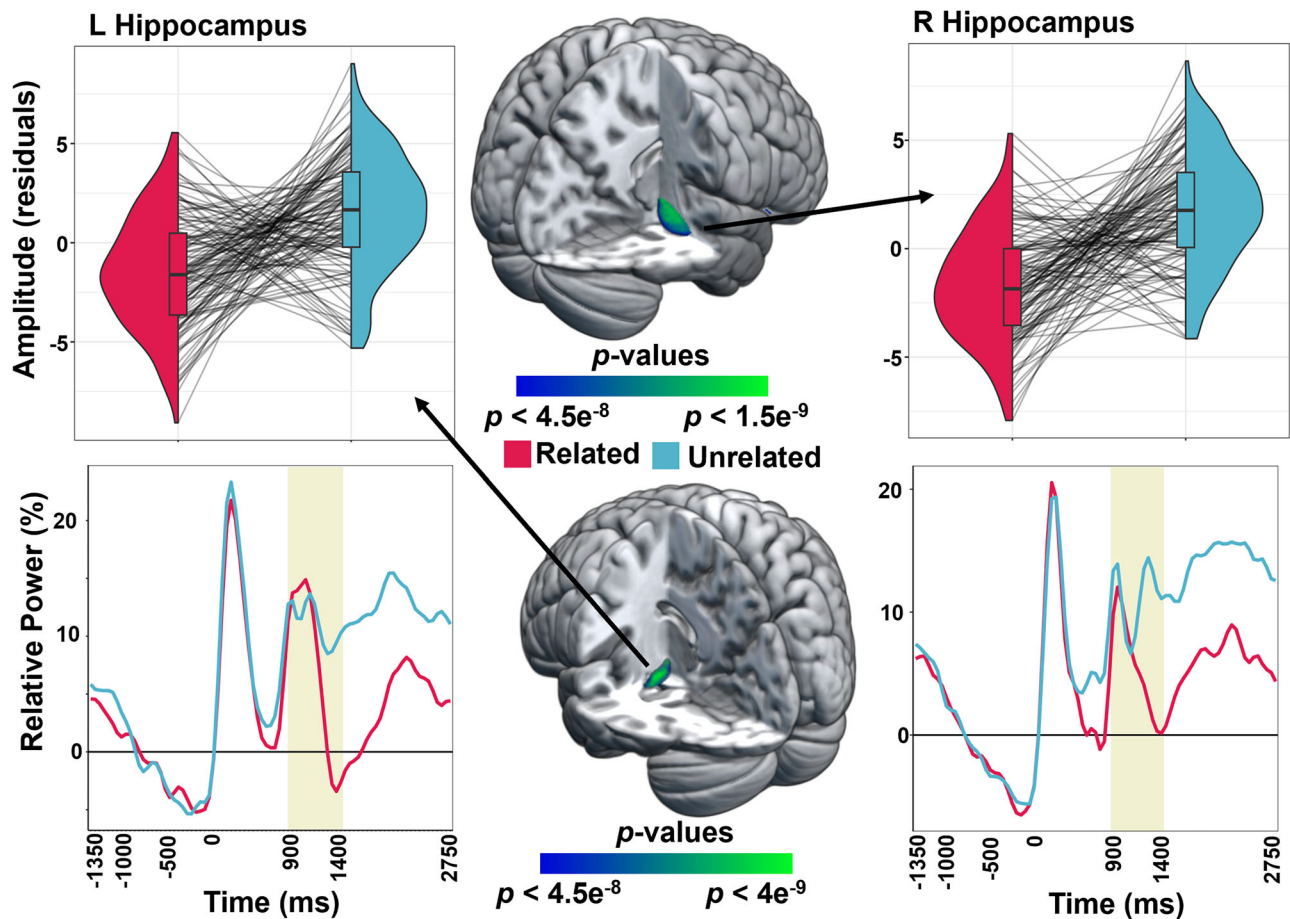 L Hippocampus
R Hippocampus
Amplitude (residuals)
5
0
-5
5
0
-5
p-values
p < 4.5e-8
p < 1.5e-9
Related
Unrelated
Relative Power (%)
20
10
0
-1350
-1000
-500
0
900
1400
2750
Time (ms)
20
10
0
-1350
-1000
-500
0
900
1400
2750
Time (ms)
p-values
p < 4.5e-8
p < 4e-9